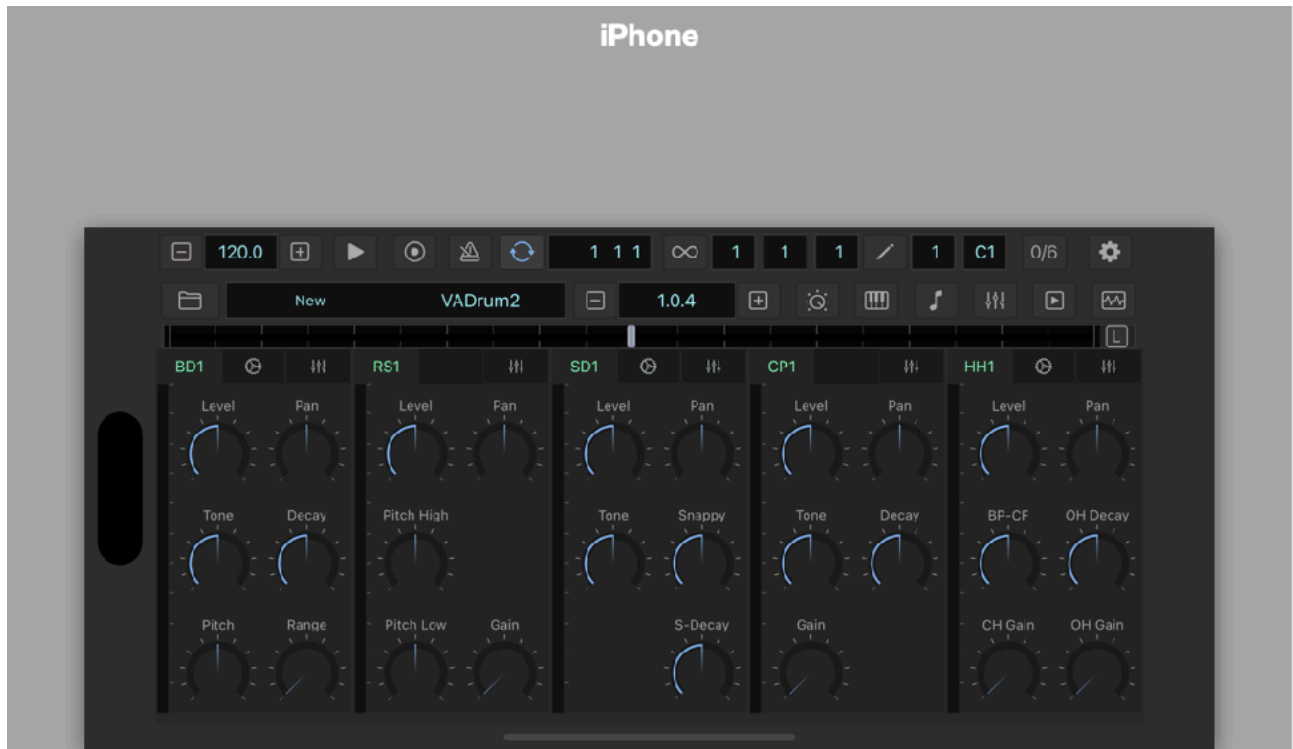 iPhone
120.0 1 1 1 1 1 1 1 C1 0/6
New VADrum2 1.0.4
L
BD1 RS1 SD1 CP1 HH1
Level Pan Level Pan Level Pan Level Pan Level Pan
Tone Decay Pitch High Tone Snappy Tone Decay BP-CF OH Decay
Pitch Range Pitch Low Gain S-Decay Gain CH Gain OH Gain